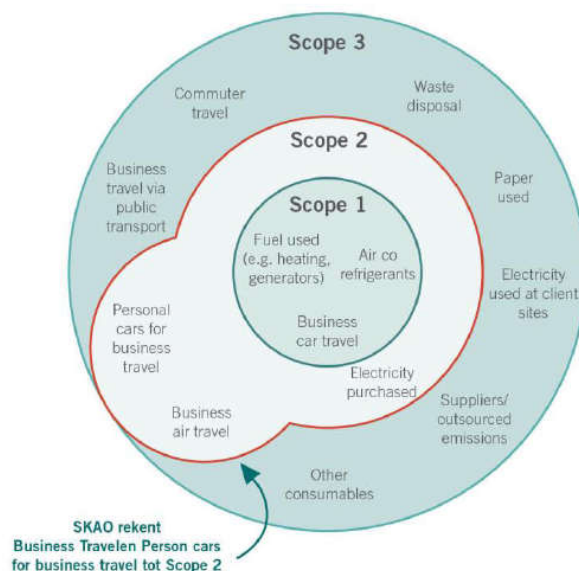 Scope 3
Commuter
travel
Waste
disposal
Scope 2
Business
travel via
public
transport
Paper
used
Scope 1
Fuel used
(e.g. heating,
generators)
Air co
refrigerants
Electricity
used at client
sites
Business
car travel
Personal
cars for
business
travel
Electricity
purchased
Business
air travel
Suppliers/
outsourced
emissions
Other
consumables
SKAO rekent
Business Travelen Person cars
for business travel tot Scope 2